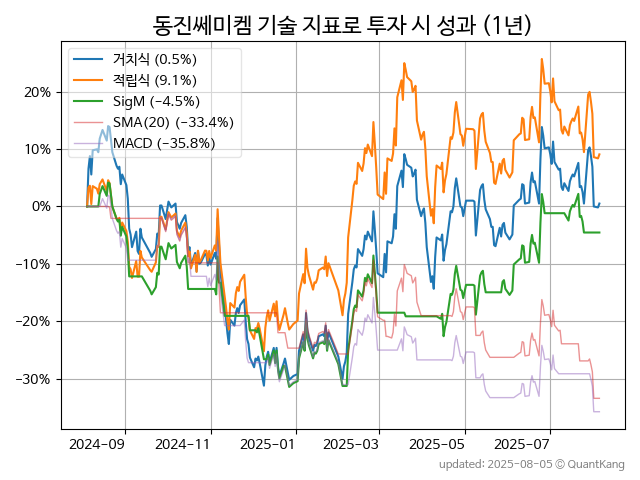 동진쎄미켐 기술 지표로 투자 시 성과 (1년)
거치식 (0.5%)
적립식 (9.1%)
SigM (−4.5%)
SMA(20) (−33.4%)
MACD (−35.8%)
20%
10%
0%
−10%
−20%
−30%
2024-09 2024-11 2025-01 2025-03 2025-05 2025-07
updated: 2025-08-05 © QuantKang